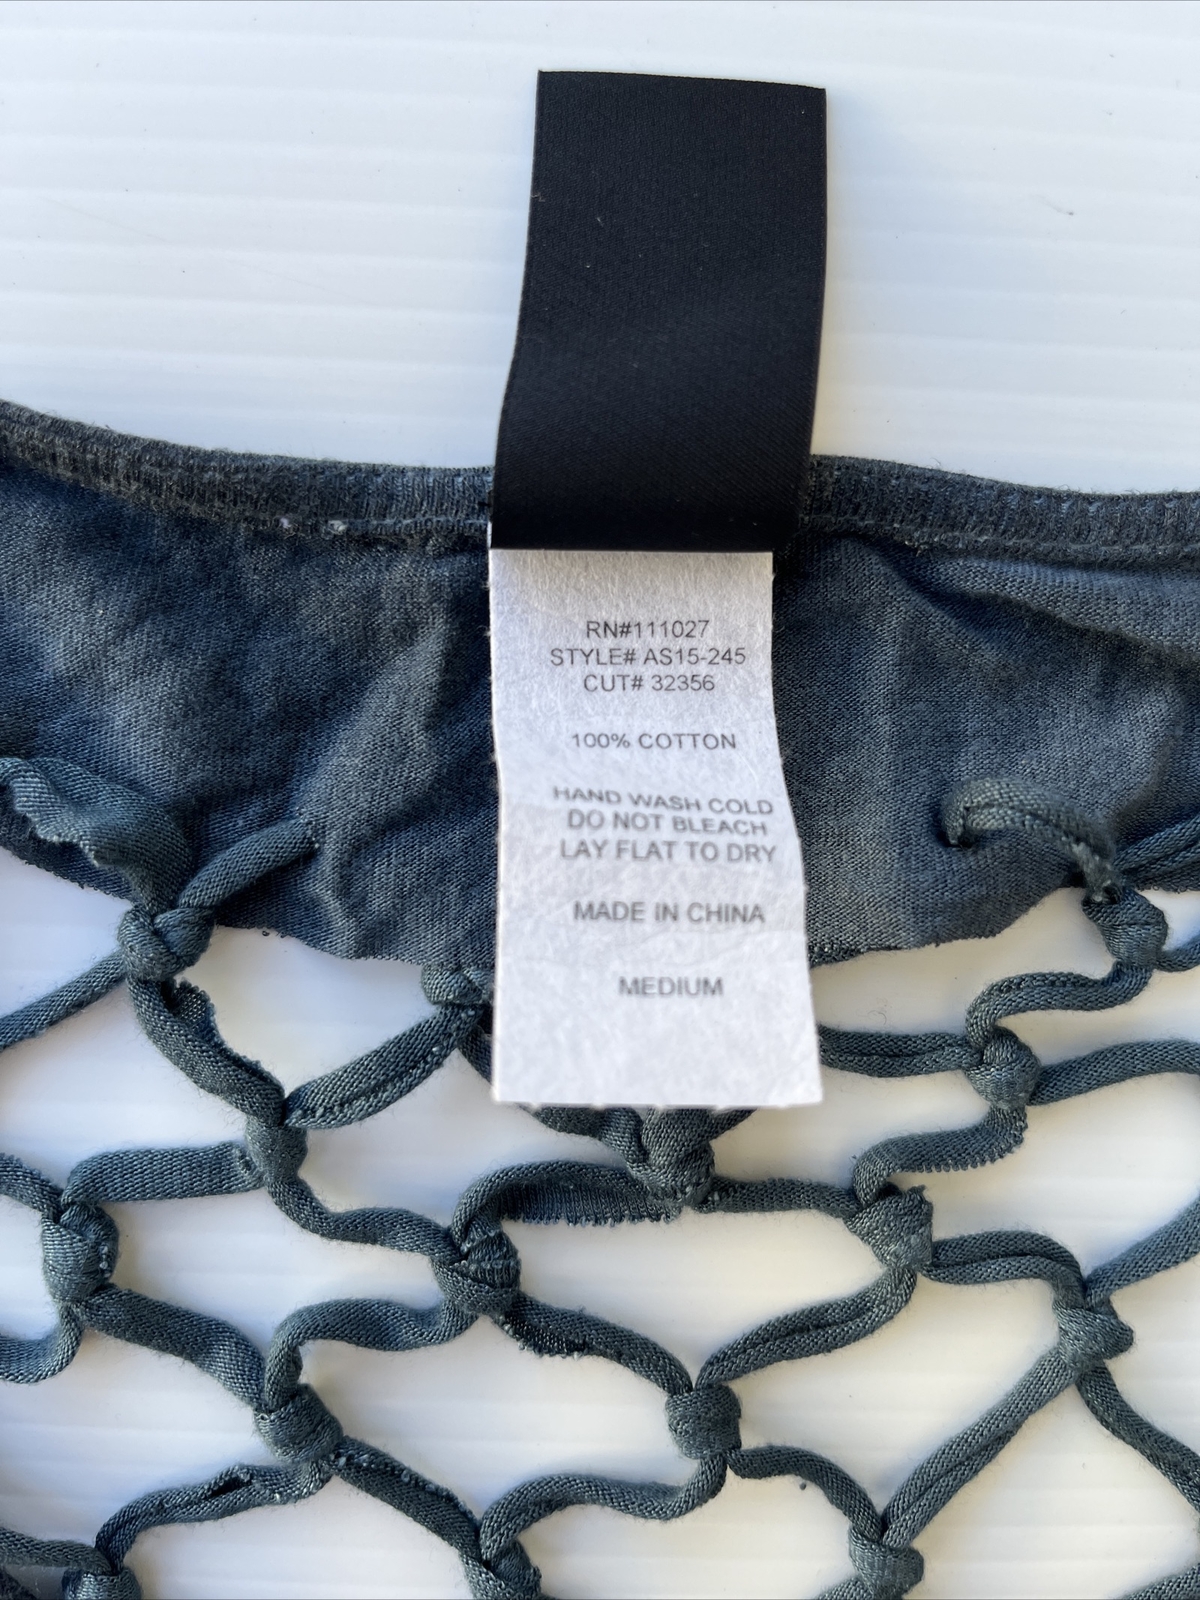 RN#111027
STYLE# AS15-245
CUT# 32356
100% COTTON
HAND WASH COLD
DO NOT BLEACH
LAY FLAT TO DRY
MADE IN CHINA
MEDIUM